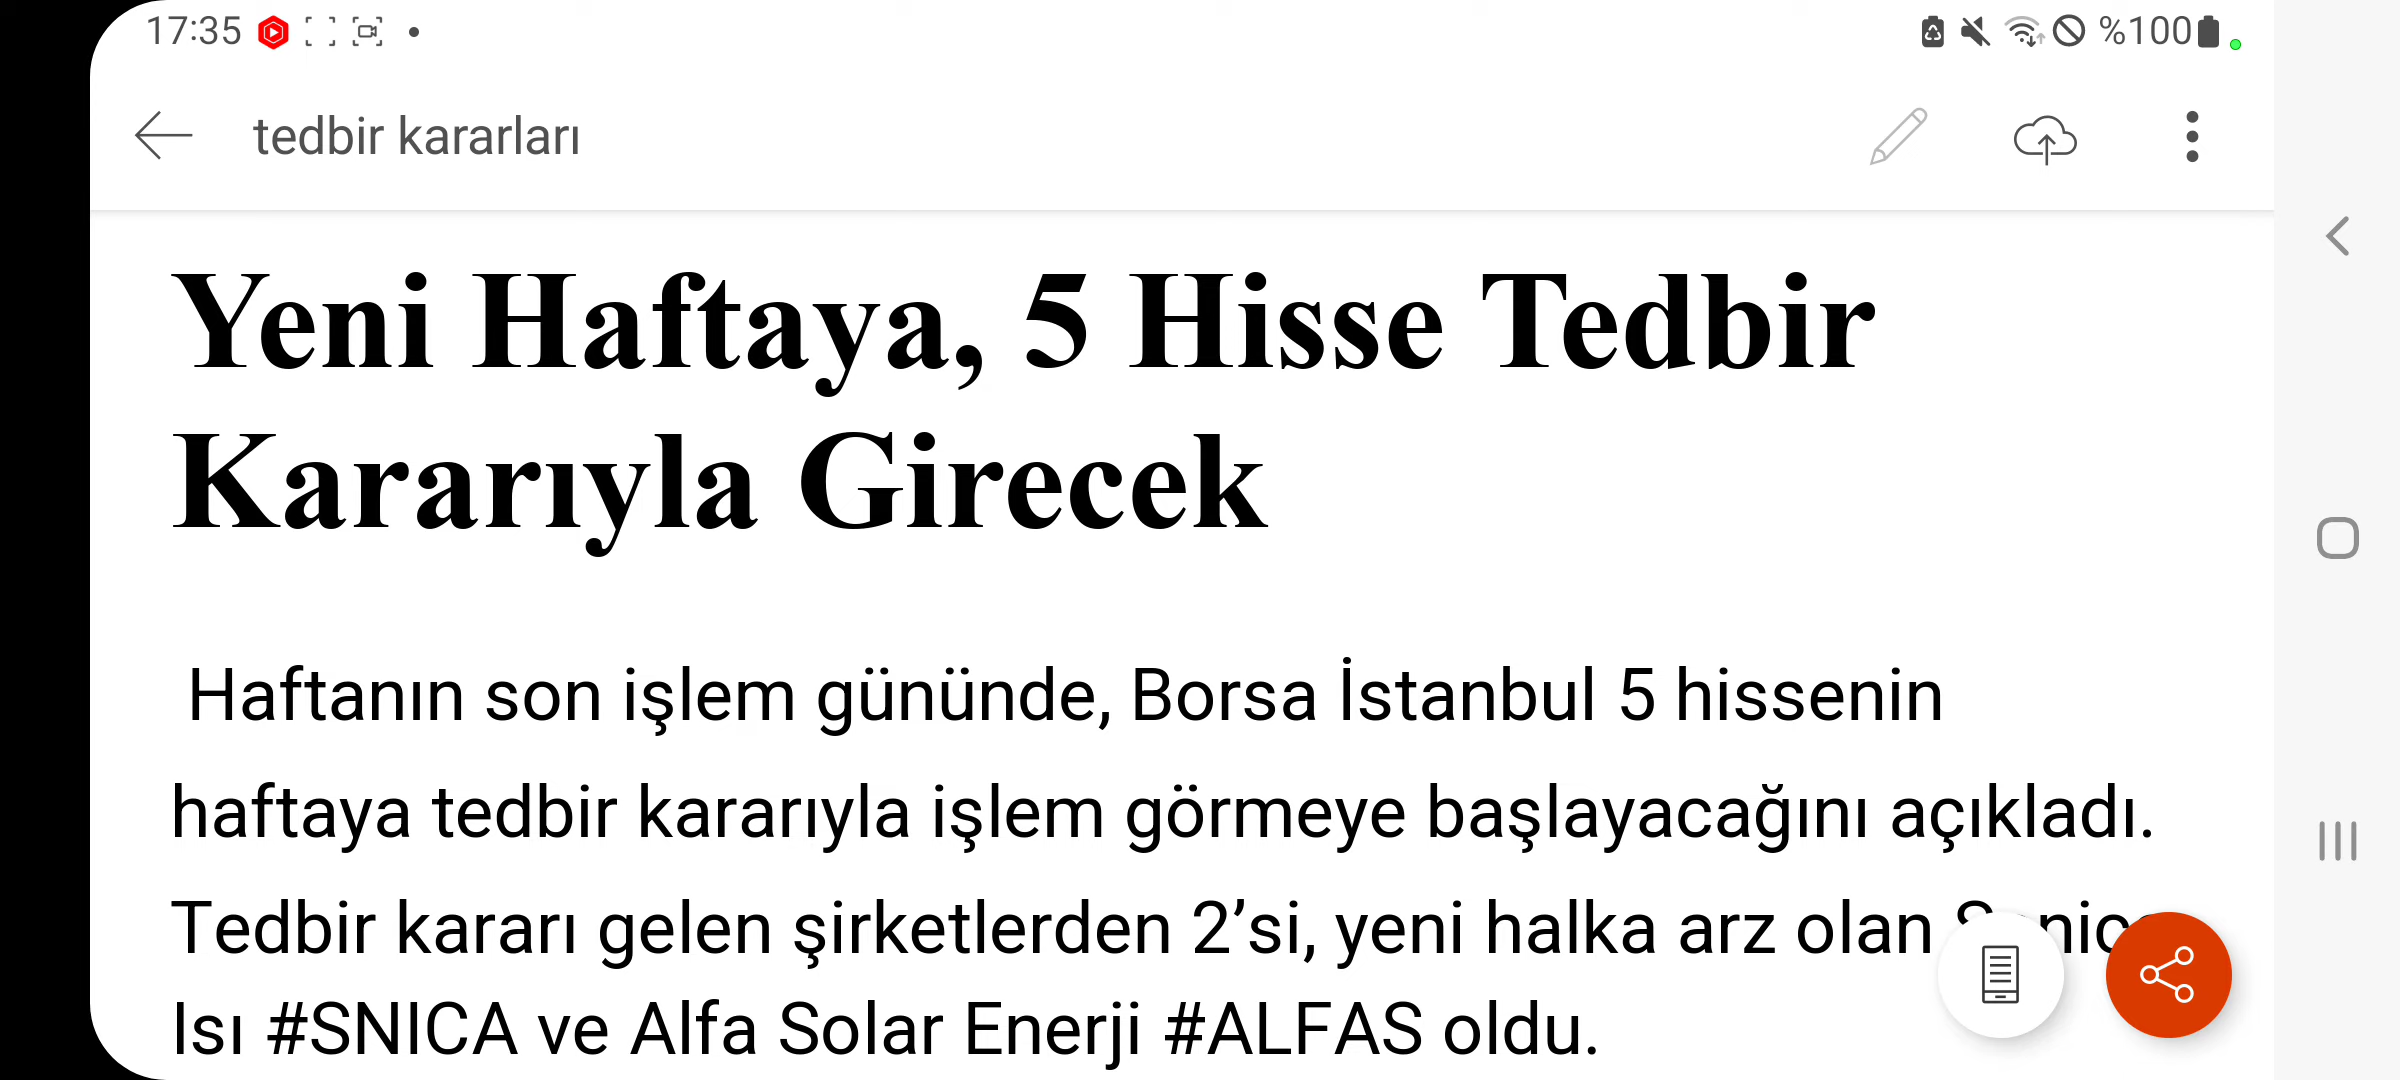 17:35
%100
tedbir kararları
Yeni Haftaya, 5 Hisse Tedbir
Kararıyla Girecek
Haftanın son işlem gününde, Borsa İstanbul 5 hissenin
haftaya tedbir kararıyla işlem görmeye başlayacağını açıkladı.
Tedbir kararı gelen şirketlerden 2’si, yeni halka arz olan
Isı #SNICA ve Alfa Solar Enerji #ALFAS oldu.